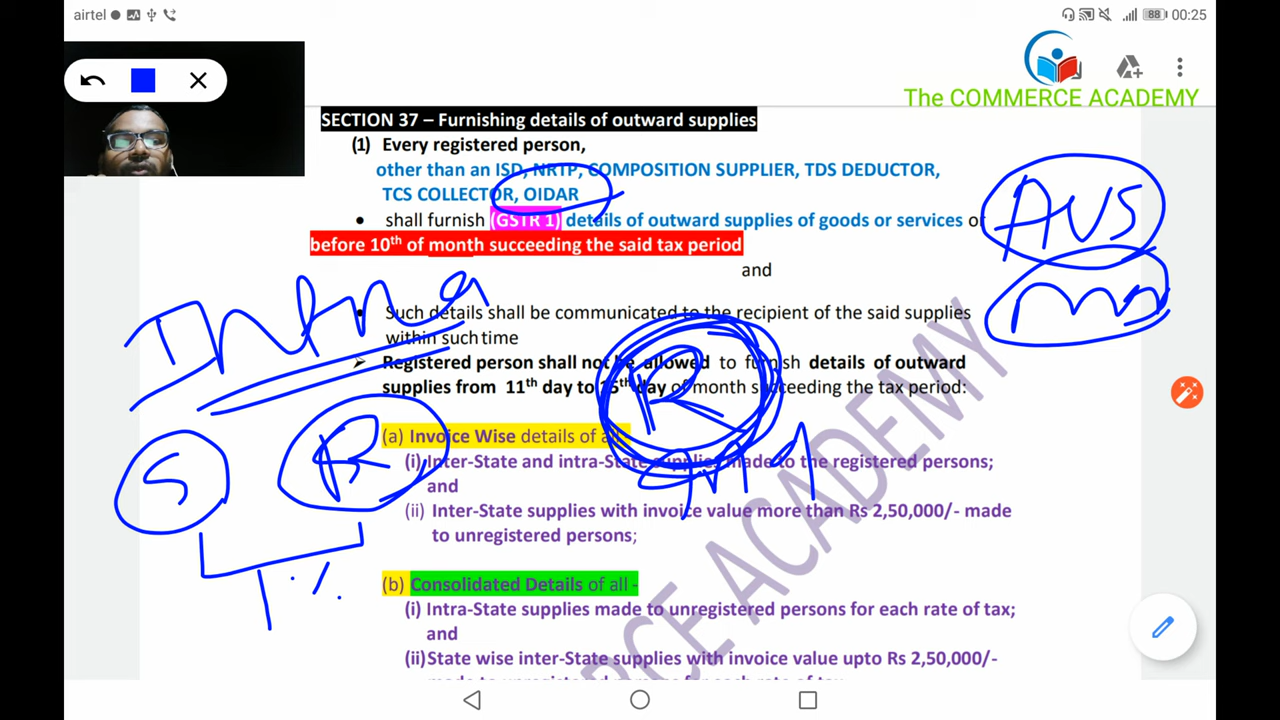 airtel
88 00:25
The COMMERCE ACADEMY
SECTION 37 – Furnishing details of outward supplies
(1) Every registered person,
other than an ISD, NRTP, COMPOSITION SUPPLIER, TDS DEDUCTOR,
TCS COLLECTOR, OIDAR
• shall furnish (GSTR 1) details of outward supplies of goods or services or
before 10th of month succeeding the said tax period
and
Such details shall be communicated to the recipient of the said supplies
within such time
Registered person shall not be allowed to furnish details of outward
supplies from 11th day to 15th day of month succeeding the tax period:
(a) Invoice Wise details of all
(i) Inter-State and intra-State supplies made to the registered persons;
and
(ii) Inter-State supplies with invoice value more than Rs 2,50,000/- made
to unregistered persons;
(b) Consolidated Details of all -
(i) Intra-State supplies made to unregistered persons for each rate of tax;
and
(ii) State wise inter-State supplies with invoice value upto Rs 2,50,000/-
S
R
R
1%
COMMERCE ACADEMY